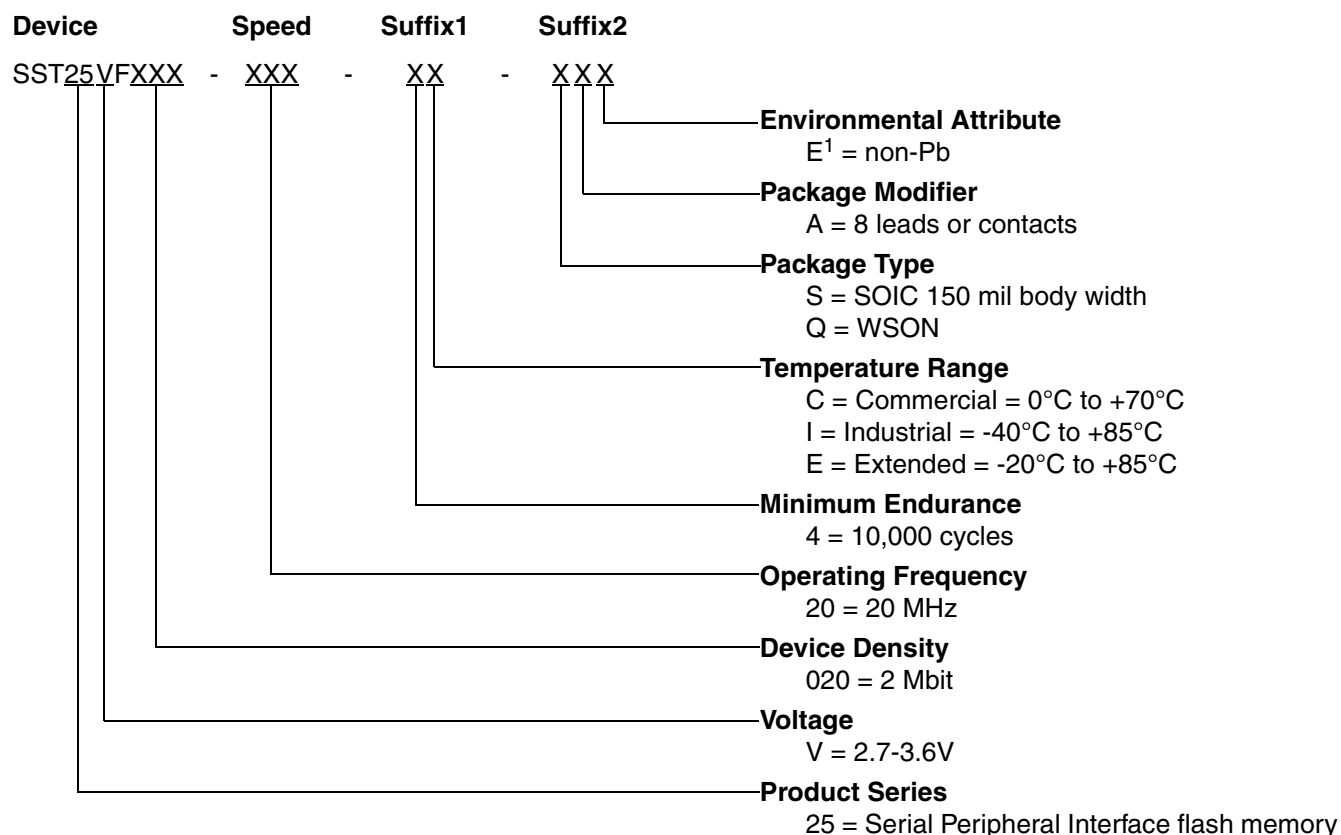 Device Speed Suffix1 Suffix2
SST25VFXXX - XXX - XX - XXX
Environmental Attribute
E1 = non-Pb
Package Modifier
A = 8 leads or contacts
Package Type
S = SOIC 150 mil body width
Q = WSON
Temperature Range
C = Commercial = 0°C to +70°C
I = Industrial = -40°C to +85°C
E = Extended = -20°C to +85°C
Minimum Endurance
4 = 10,000 cycles
Operating Frequency
20 = 20 MHz
Device Density
020 = 2 Mbit
Voltage
V = 2.7-3.6V
Product Series
25 = Serial Peripheral Interface flash memory